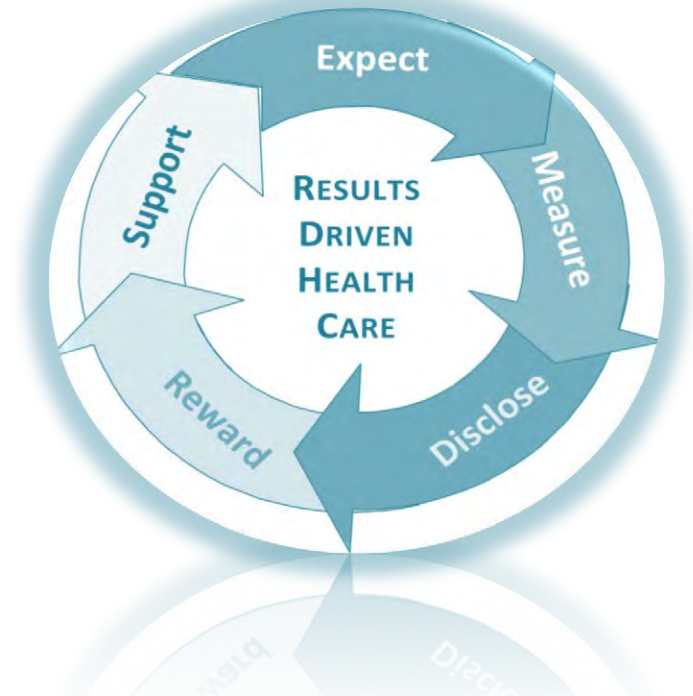 Expect
Measure
Disclose
Reward
Support
RESULTS
DRIVEN
HEALTH
CARE